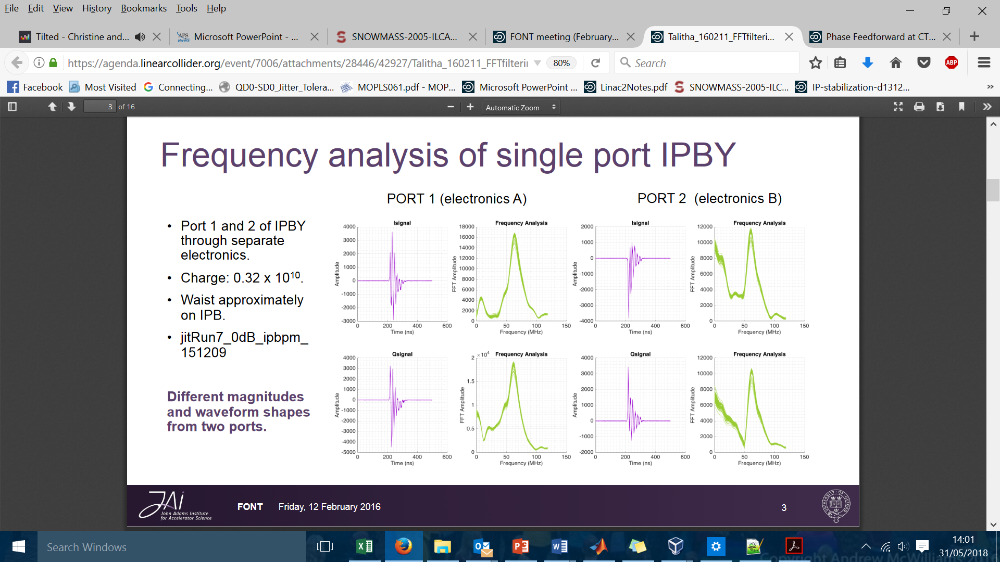 File Edit View History Bookmarks Tools Help
Tilted - Christine and...
Microsoft PowerPoint - ...
SNOWMASS-2005-ILCA...
FONT meeting (February...
Talitha_160211_FFTfilteri...
Phase Feedforward at CT...
https://agenda.linearcollider.org/event/7006/attachments/28446/42927/Talitha_160211_FFTfilterin
80%
Search
ABP
Facebook
Most Visited
Connecting...
QD0-SD0_Jitter_Tolera...
MOPLS061.pdf - MOP...
Microsoft PowerPoint ...
Linac2Notes.pdf
SNOWMASS-2005-ILC...
IP-stabilization-d1312...
3 of 16
Automatic Zoom
Frequency analysis of single port IPBY
PORT 1 (electronics A)
PORT 2 (electronics B)
• Port 1 and 2 of IPBY
through separate
electronics.
• Charge: 0.32 x 10¹⁰.
• Waist approximately
on IPB.
• jitRun7_0dB_ipbpm_
151209
Different magnitudes
and waveform shapes
from two ports.
Isignal
4000
3000
2000
1000
0
-1000
-2000
-3000
Amplitude
0 200 400 600
Time (ns)
Frequency Analysis
18000
16000
14000
12000
10000
8000
6000
4000
2000
0
FFT Amplitude
0 50 100 150
Frequency (MHz)
Isignal
2000
1000
0
-1000
-2000
-3000
-4000
Amplitude
0 200 400 600
Time (ns)
Frequency Analysis
12000
10000
8000
6000
4000
2000
0
FFT Amplitude
0 50 100 150
Frequency (MHz)
Qsignal
4000
3000
2000
1000
0
-1000
-2000
-3000
-4000
-5000
Amplitude
0 200 400 600
Time (ns)
×10⁴ Frequency Analysis
2
1.5
1
0.5
0
FFT Amplitude
0 50 100 150
Frequency (MHz)
Qsignal
4000
3000
2000
1000
0
-1000
-2000
Amplitude
0 200 400 600
Time (ns)
Frequency Analysis
12000
10000
8000
6000
4000
2000
0
FFT Amplitude
0 50 100 150
Frequency (MHz)
JAI
John Adams Institute
for Accelerator Science
FONT Friday, 12 February 2016
3
UNIVERSITY OF OXFORD
Search Windows
14:01
31/05/2018
Copyright Andrew McWilliams